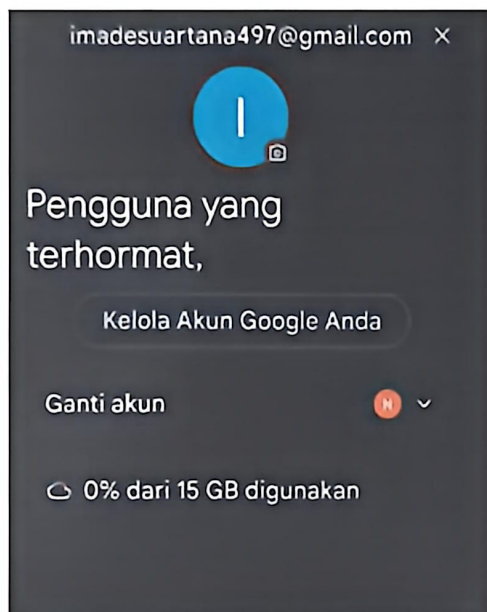 imadesuartana497@gmail.com ×
I
Pengguna yang
terhormat,
Kelola Akun Google Anda
Ganti akun N
0% dari 15 GB digunakan